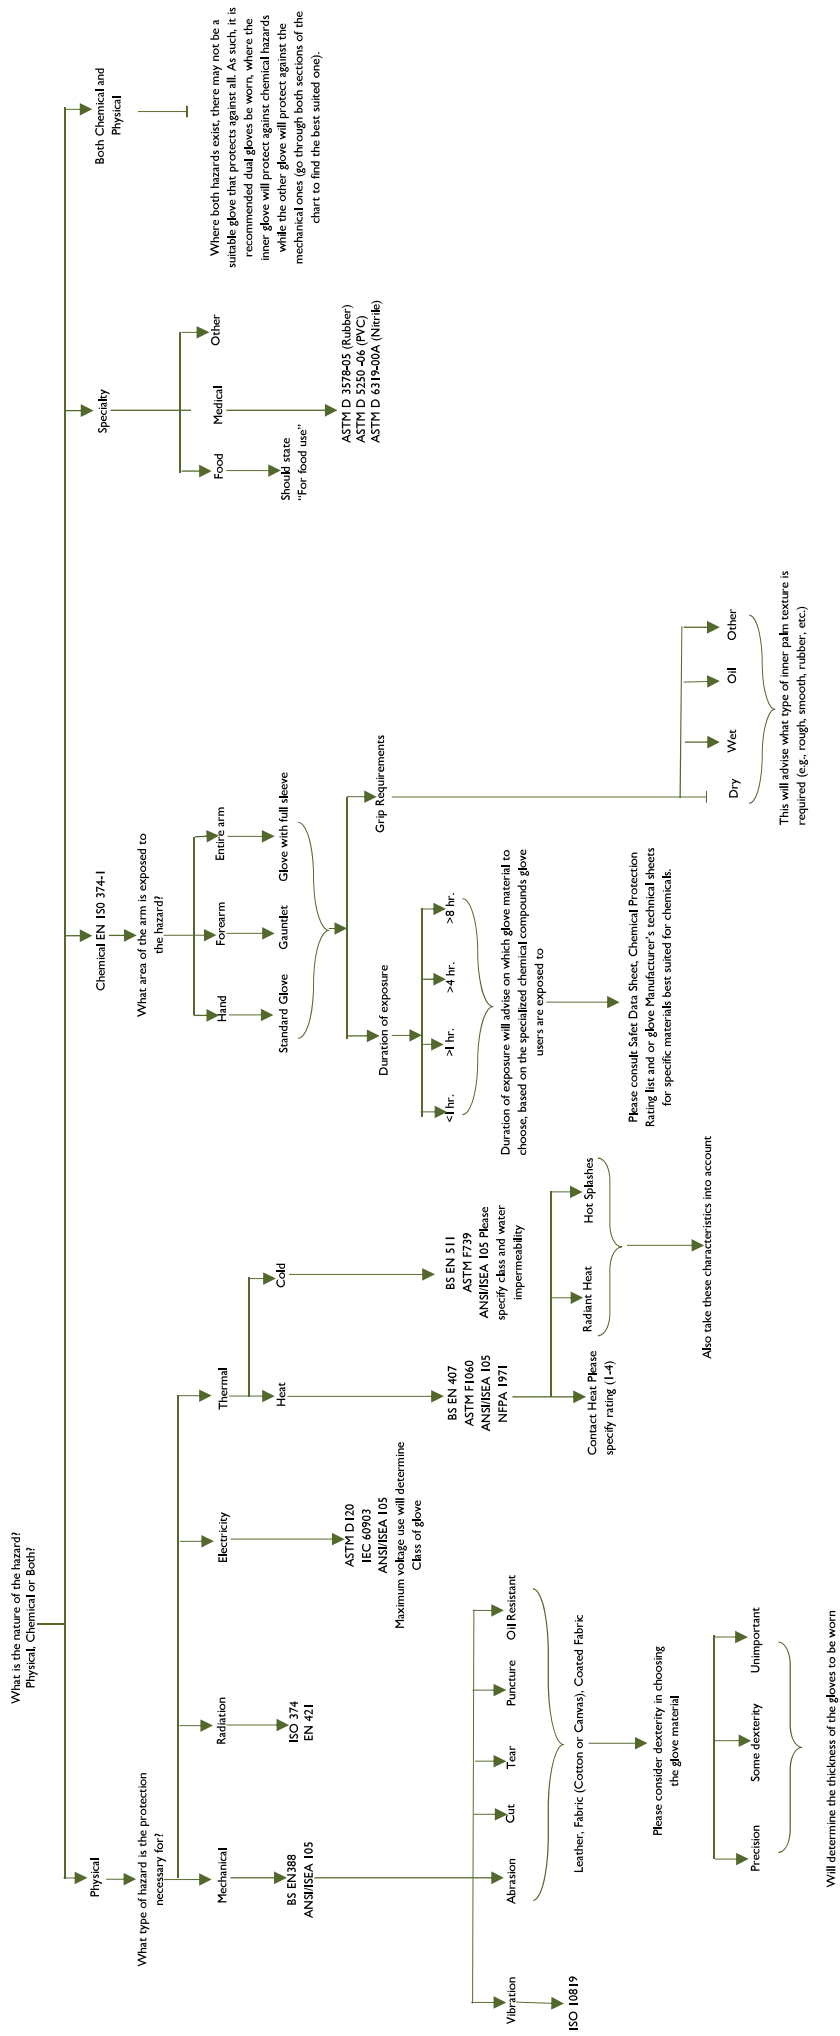 What is the nature of the hazard?
Physical, Chemical or Both?
Physical
What type of hazard is the protection
necessary for?
Mechanical
BS EN388
ANSI/ISEA 105
Vibration
ISO 10819
Abrasion
Cut
Tear
Puncture
Oil Resistant
Leather, Fabric (Cotton or Canvas), Coated Fabric
Please consider dexterity in choosing
the glove material
Precision
Some dexterity
Unimportant
Will determine the thickness of the gloves to be worn
Radiation
ISO 374
EN 421
Electricity
ASTM D120
IEC 60903
ANSI/ISEA 105
Maximum voltage use will determine
Class of glove
Thermal
Heat
BS EN 407
ASTM F1060
ANSI/ISEA 105
NFPA 1971
Contact Heat Please
specify rating (1-4)
Radiant Heat
Hot Splashes
Also take these characteristics into account
Cold
BS EN 511
ASTM F739
ANSI/ISEA 105 Please
specify class and water
impermeability
Chemical EN ISO 374-1
What area of the arm is exposed to
the hazard?
Hand
Forearm
Entire arm
Standard Glove
Gauntlet
Glove with full sleeve
Duration of exposure
<1 hr.
>1 hr.
>4 hr.
>8 hr.
Duration of exposure will advise on which glove material to
choose, based on the specialized chemical compounds glove
users are exposed to
Please consult Safet Data Sheet, Chemical Protection
Rating list and or glove Manufacturer's technical sheets
for specific materials best suited for chemicals.
Grip Requirements
Dry
Wet
Oil
Other
This will advise what type of inner palm texture is
required (e.g., rough, smooth, rubber, etc.)
Specialty
Food
Medical
Other
Should state
"For food use"
ASTM D 3578-05 (Rubber)
ASTM D 5250 -06 (PVC)
ASTM D 6319-00A (Nitrile)
Both Chemical and
Physical
Where both hazards exist, there may not be a
suitable glove that protects against all. As such, it is
recommended dual gloves be worn, where the
inner glove will protect against chemical hazards
while the other glove will protect against the
mechanical ones (go through both sections of the
chart to find the best suited one).